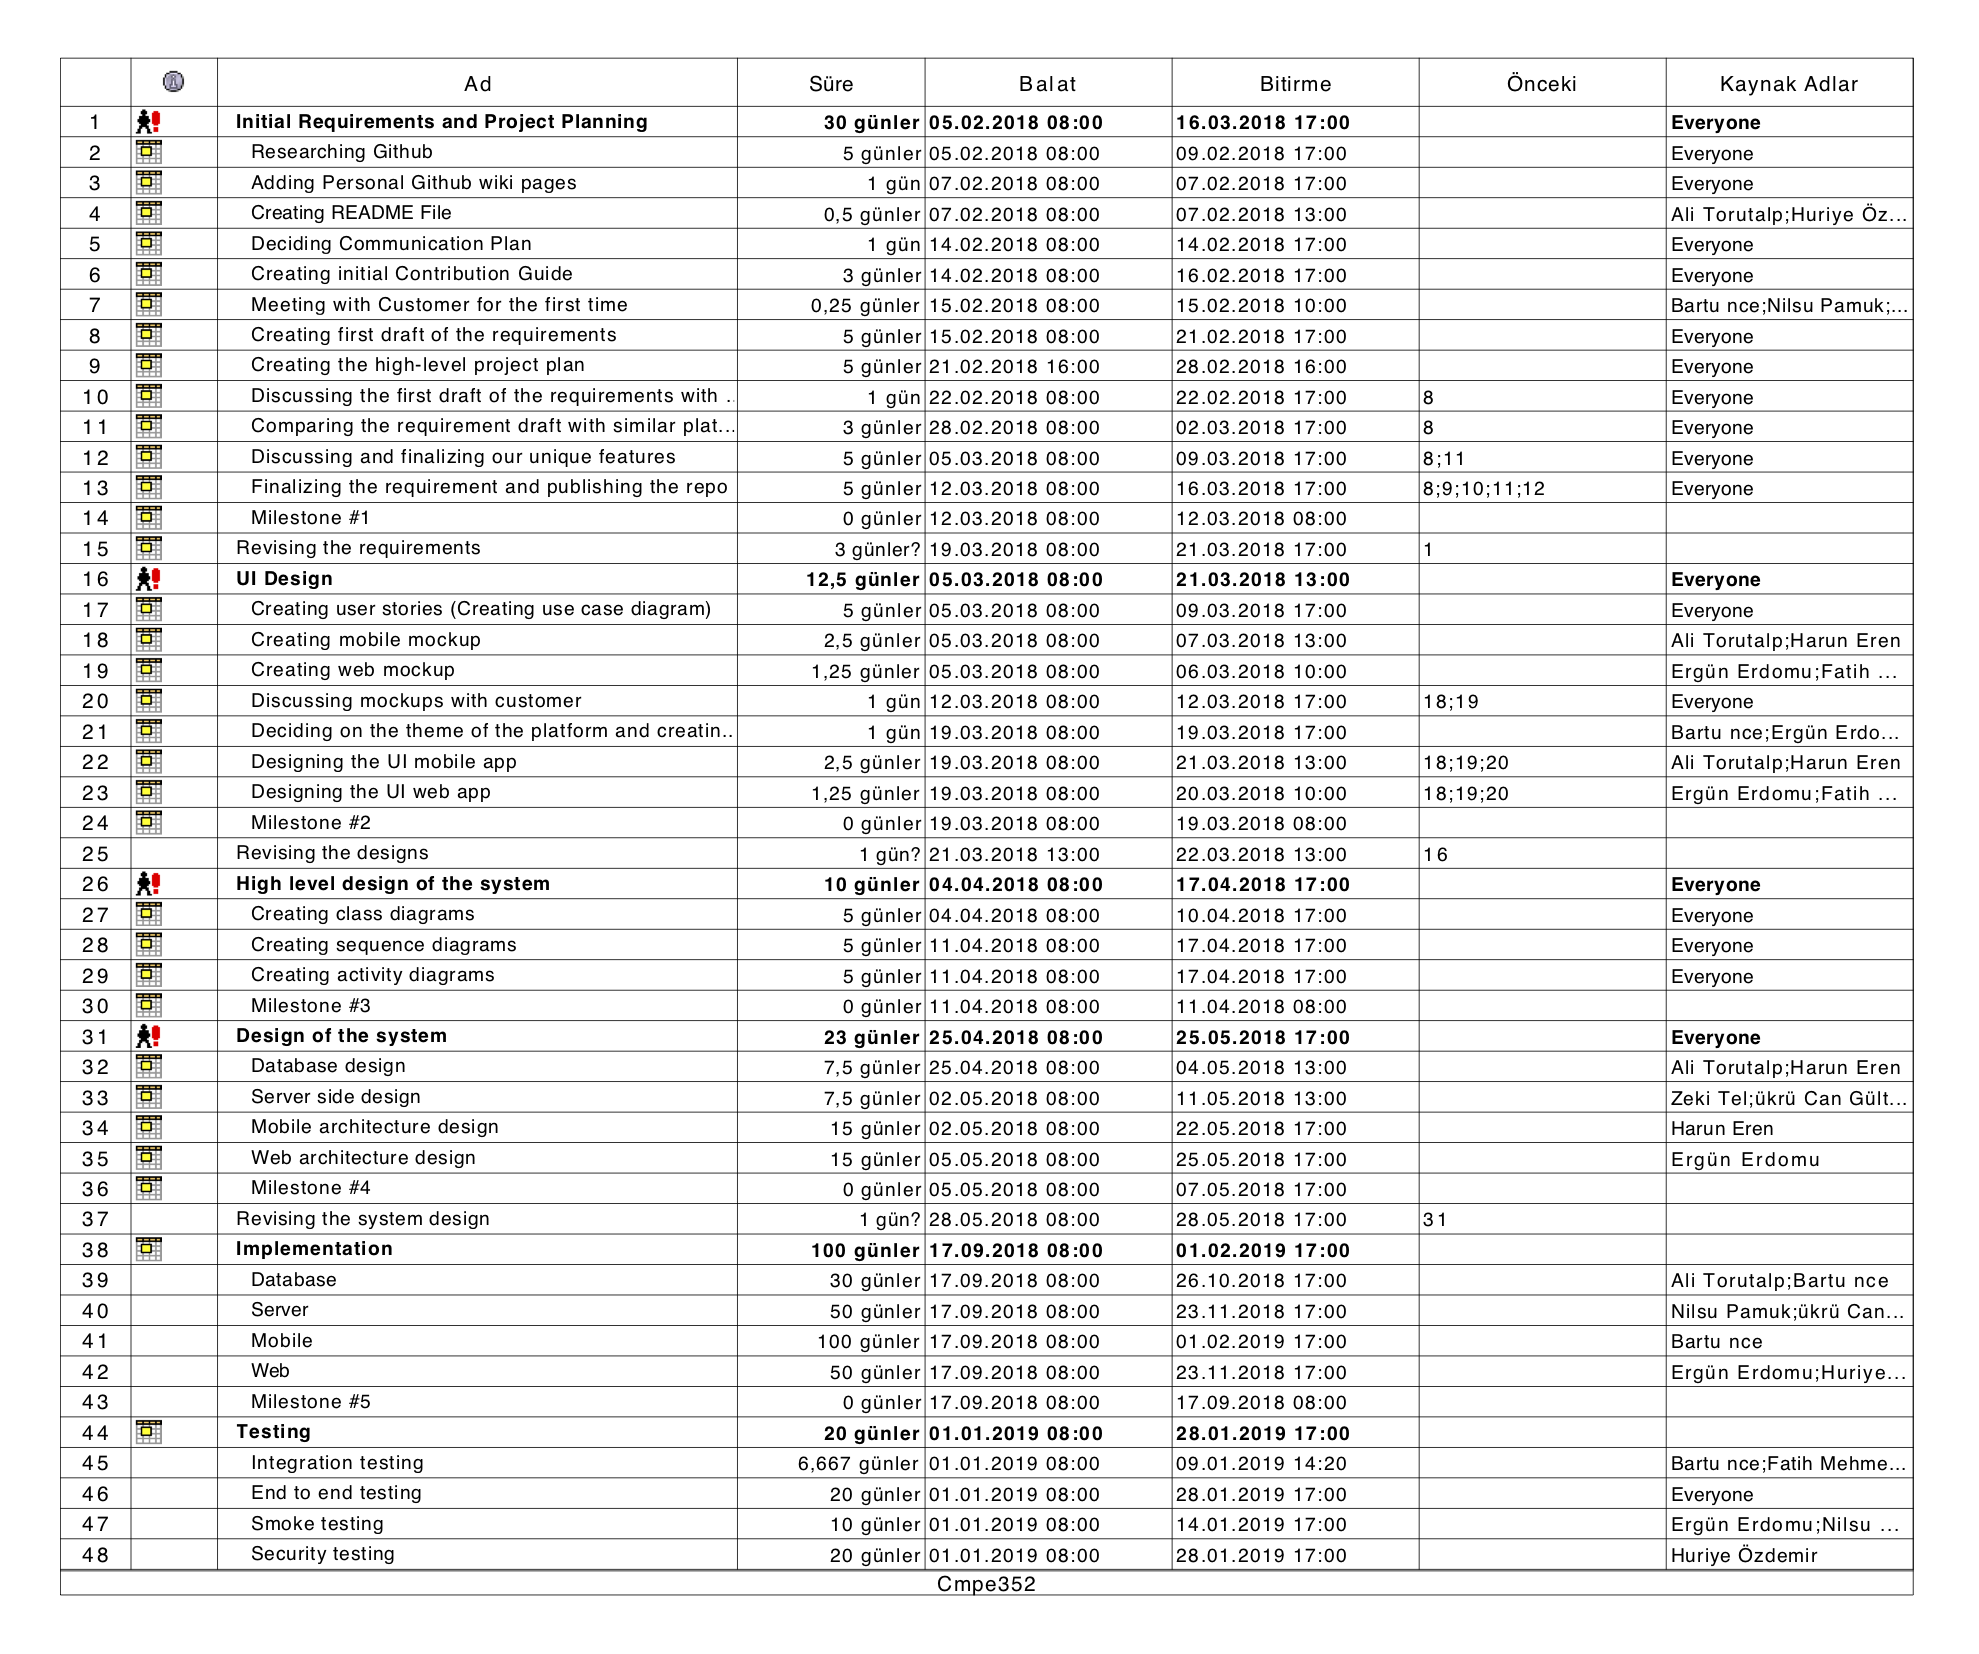 Ad Süre Balat Bitirme Önceki Kaynak Adlar
1 Initial Requirements and Project Planning 30 günler 05.02.2018 08:00 16.03.2018 17:00 Everyone
2 Researching Github 5 günler 05.02.2018 08:00 09.02.2018 17:00 Everyone
3 Adding Personal Github wiki pages 1 gün 07.02.2018 08:00 07.02.2018 17:00 Everyone
4 Creating README File 0,5 günler 07.02.2018 08:00 07.02.2018 13:00 Ali Torutalp;Huriye Öz...
5 Deciding Communication Plan 1 gün 14.02.2018 08:00 14.02.2018 17:00 Everyone
6 Creating initial Contribution Guide 3 günler 14.02.2018 08:00 16.02.2018 17:00 Everyone
7 Meeting with Customer for the first time 0,25 günler 15.02.2018 08:00 15.02.2018 10:00 Bartu nce;Nilsu Pamuk;...
8 Creating first draft of the requirements 5 günler 15.02.2018 08:00 21.02.2018 17:00 Everyone
9 Creating the high-level project plan 5 günler 21.02.2018 16:00 28.02.2018 16:00 Everyone
10 Discussing the first draft of the requirements with .. 1 gün 22.02.2018 08:00 22.02.2018 17:00 8 Everyone
11 Comparing the requirement draft with similar plat... 3 günler 28.02.2018 08:00 02.03.2018 17:00 8 Everyone
12 Discussing and finalizing our unique features 5 günler 05.03.2018 08:00 09.03.2018 17:00 8;11 Everyone
13 Finalizing the requirement and publishing the repo 5 günler 12.03.2018 08:00 16.03.2018 17:00 8;9;10;11;12 Everyone
14 Milestone #1 0 günler 12.03.2018 08:00 12.03.2018 08:00
15 Revising the requirements 3 günler? 19.03.2018 08:00 21.03.2018 17:00 1
16 UI Design 12,5 günler 05.03.2018 08:00 21.03.2018 13:00 Everyone
17 Creating user stories (Creating use case diagram) 5 günler 05.03.2018 08:00 09.03.2018 17:00 Everyone
18 Creating mobile mockup 2,5 günler 05.03.2018 08:00 07.03.2018 13:00 Ali Torutalp;Harun Eren
19 Creating web mockup 1,25 günler 05.03.2018 08:00 06.03.2018 10:00 Ergün Erdomu;Fatih ...
20 Discussing mockups with customer 1 gün 12.03.2018 08:00 12.03.2018 17:00 18;19 Everyone
21 Deciding on the theme of the platform and creatin... 1 gün 19.03.2018 08:00 19.03.2018 17:00 Bartu nce;Ergün Erdo...
22 Designing the UI mobile app 2,5 günler 19.03.2018 08:00 21.03.2018 13:00 18;19;20 Ali Torutalp;Harun Eren
23 Designing the UI web app 1,25 günler 19.03.2018 08:00 20.03.2018 10:00 18;19;20 Ergün Erdomu;Fatih ...
24 Milestone #2 0 günler 19.03.2018 08:00 19.03.2018 08:00
25 Revising the designs 1 gün? 21.03.2018 13:00 22.03.2018 13:00 16
26 High level design of the system 10 günler 04.04.2018 08:00 17.04.2018 17:00 Everyone
27 Creating class diagrams 5 günler 04.04.2018 08:00 10.04.2018 17:00 Everyone
28 Creating sequence diagrams 5 günler 11.04.2018 08:00 17.04.2018 17:00 Everyone
29 Creating activity diagrams 5 günler 11.04.2018 08:00 17.04.2018 17:00 Everyone
30 Milestone #3 0 günler 11.04.2018 08:00 11.04.2018 08:00
31 Design of the system 23 günler 25.04.2018 08:00 25.05.2018 17:00 Everyone
32 Database design 7,5 günler 25.04.2018 08:00 04.05.2018 13:00 Ali Torutalp;Harun Eren
33 Server side design 7,5 günler 02.05.2018 08:00 11.05.2018 13:00 Zeki Tel;ükrü Can Gült...
34 Mobile architecture design 15 günler 02.05.2018 08:00 22.05.2018 17:00 Harun Eren
35 Web architecture design 15 günler 05.05.2018 08:00 25.05.2018 17:00 Ergün Erdomu
36 Milestone #4 0 günler 05.05.2018 08:00 07.05.2018 17:00
37 Revising the system design 1 gün? 28.05.2018 08:00 28.05.2018 17:00 31
38 Implementation 100 günler 17.09.2018 08:00 01.02.2019 17:00
39 Database 30 günler 17.09.2018 08:00 26.10.2018 17:00 Ali Torutalp;Bartu nce
40 Server 50 günler 17.09.2018 08:00 23.11.2018 17:00 Nilsu Pamuk;ükrü Can...
41 Mobile 100 günler 17.09.2018 08:00 01.02.2019 17:00 Bartu nce
42 Web 50 günler 17.09.2018 08:00 23.11.2018 17:00 Ergün Erdomu;Huriye...
43 Milestone #5 0 günler 17.09.2018 08:00 17.09.2018 08:00
44 Testing 20 günler 01.01.2019 08:00 28.01.2019 17:00
45 Integration testing 6,667 günler 01.01.2019 08:00 09.01.2019 14:20 Bartu nce;Fatih Mehme...
46 End to end testing 20 günler 01.01.2019 08:00 28.01.2019 17:00 Everyone
47 Smoke testing 10 günler 01.01.2019 08:00 14.01.2019 17:00 Ergün Erdomu;Nilsu ...
48 Security testing 20 günler 01.01.2019 08:00 28.01.2019 17:00 Huriye Özdemir
Cmpe352